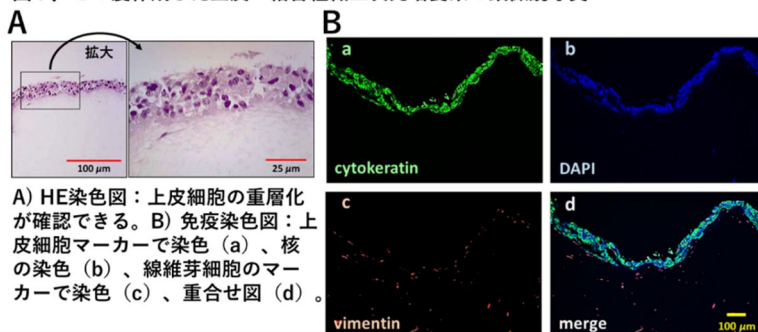 A
拡大
100 µm
25 µm
A) HE染色図：上皮細胞の重層化
が確認できる。B) 免疫染色図：上
皮細胞マーカーで染色（a）、核
の染色（b）、線維芽細胞のマー
カーで染色（c）、重合せ図（d）。
B
a
cytokeratin
b
DAPI
c
vimentin
d
merge
100 µm